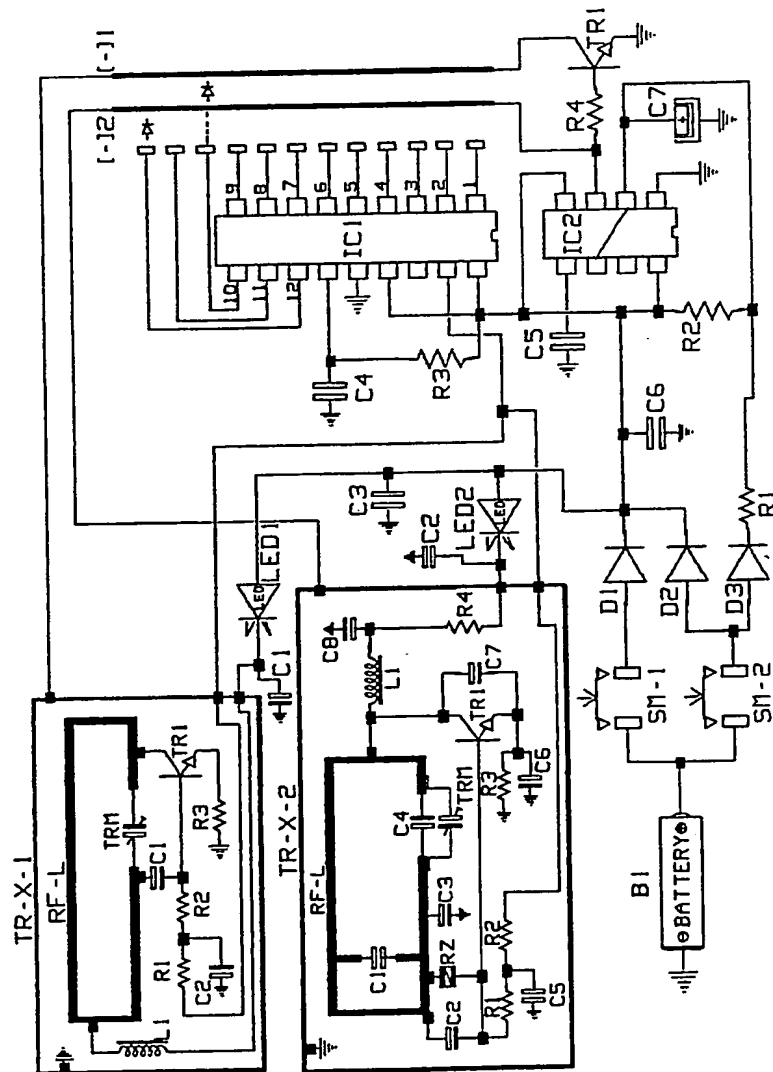 TR-X-1
RF-L
TRM
C1
R2
R1
C2
L1
TR1
R3
LED1
LED
C1
C3
C2
LED2
LED
TR-X-2
RF-L
C8
L1
R4
C7
TR1
C4
TRM
R3
C6
C1
C3
RZ
R2
R1
C2
C5
[-]1
[-]2
9
8
7
6
5
4
3
2
1
IC1
10
11
12
C4
R3
TR1
R4
C7
IC2
C5
R2
C6
R1
D1
D2
D3
SM-1
SM-2
B1
⊖BATTERY⊕